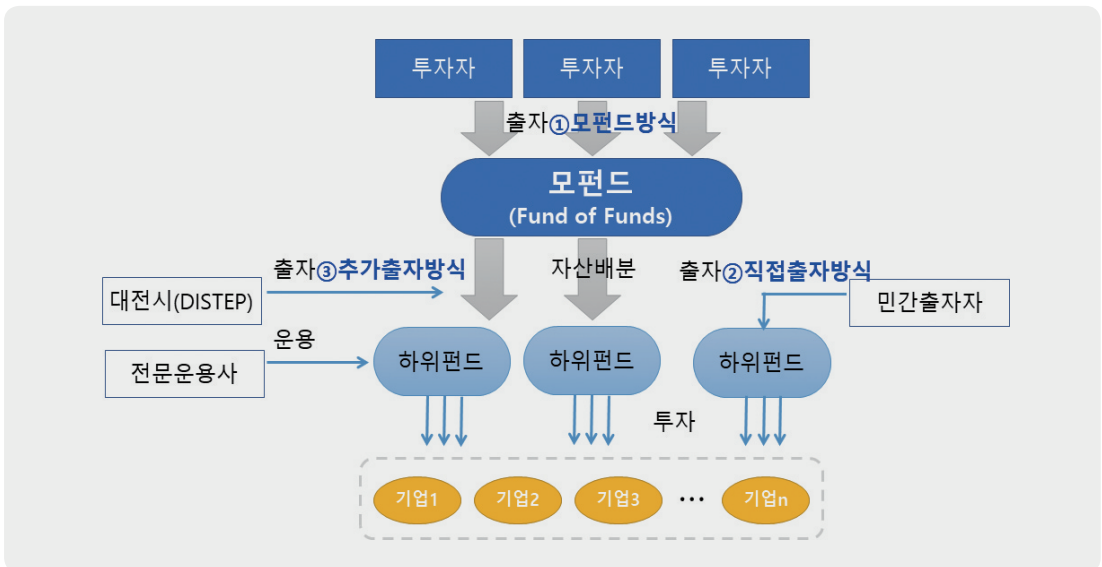 투자자
투자자
투자자
출자①모펀드방식
모펀드
(Fund of Funds)
출자③추가출자방식
자산배분
출자②직접출자방식
대전시(DISTEP)
민간출자자
운용
전문운용사
하위펀드
하위펀드
하위펀드
투자
기업1
기업2
기업3
···
기업n